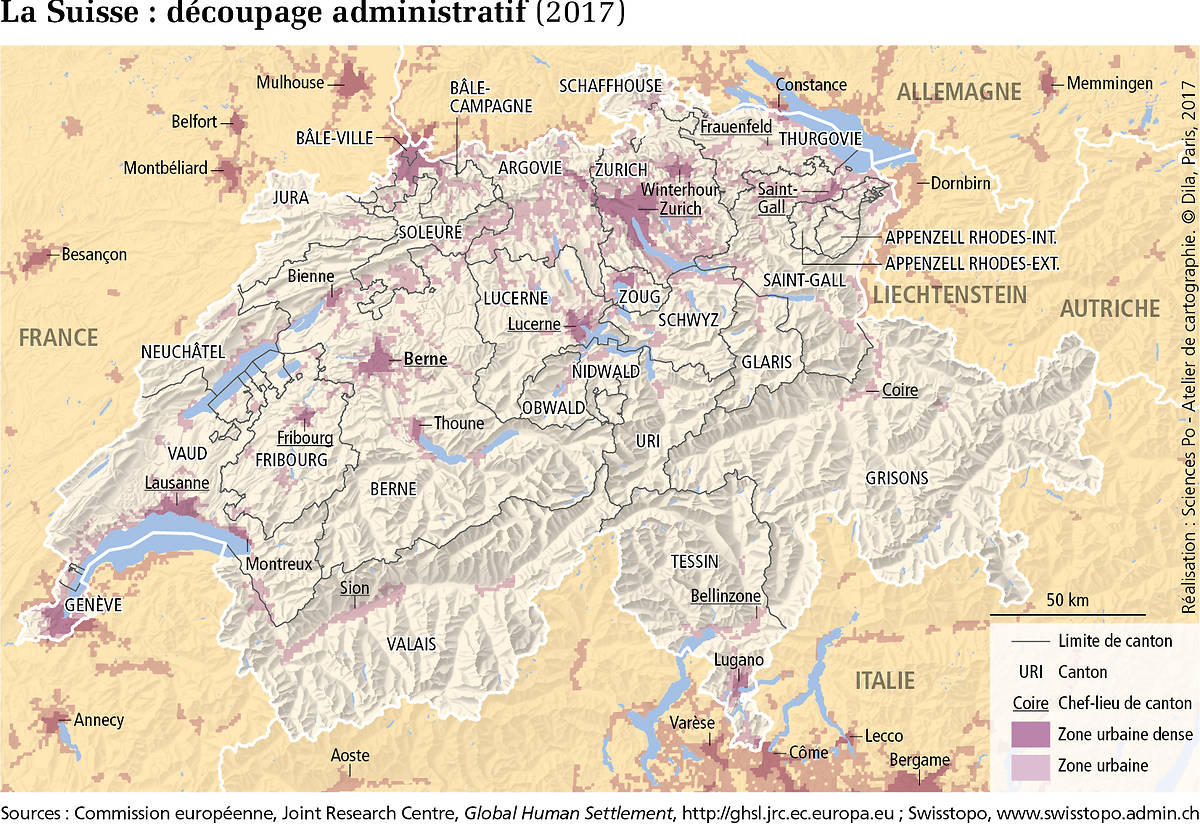 La Suisse : découpage administratif (2017)
Mulhouse
BÂLE-
CAMPAGNE
SCHAFFHOUSE
Constance
ALLEMAGNE
Memmingen
Belfort
BÂLE-VILLE
Frauenfeld
THURGOVIE
Montbéliard
ARGOVIE
ZURICH
Winterhour
Saint-
Gall
Dornbirn
JURA
Zurich
SOLEURE
APPENZELL RHODES-INT.
APPENZELL RHODES-EXT.
Besançon
Bienne
SAINT-GALL
LUCERNE
ZOUG
LIECHTENSTEIN
AUTRICHE
SCHWYZ
Lucerne
FRANCE
NEUCHÂTEL
Berne
NIDWALD
GLARIS
Coire
OBWALD
Thoune
Fribourg
FRIBOURG
URI
VAUD
GRISONS
Lausanne
BERNE
Montreux
TESSIN
Sion
Bellinzone
GENÈVE
VALAIS
Lugano
ITALIE
Annecy
Varèse
Lecco
Aoste
Côme
Bergame
50 km
Limite de canton
URI Canton
Coire Chef-lieu de canton
Zone urbaine dense
Zone urbaine
Réalisation : Sciences Po - Atelier de cartographie. © Dila, Paris, 2017
Sources : Commission européenne, Joint Research Centre, Global Human Settlement, http://ghsl.jrc.ec.europa.eu ; Swisstopo, www.swisstopo.admin.ch